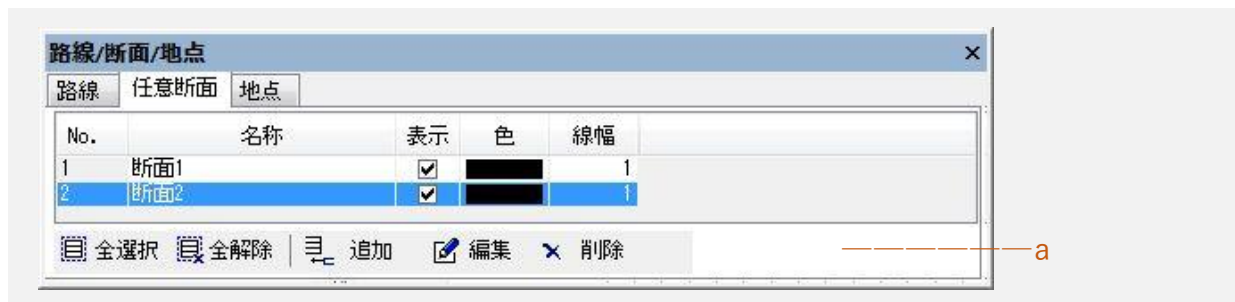 路線/断面/地点 ×
路線 任意断面 地点
No. 名称 表示 色 線幅
1 断面1 1
2 断面2 1
全選択 全解除 追加 編集 削除 a